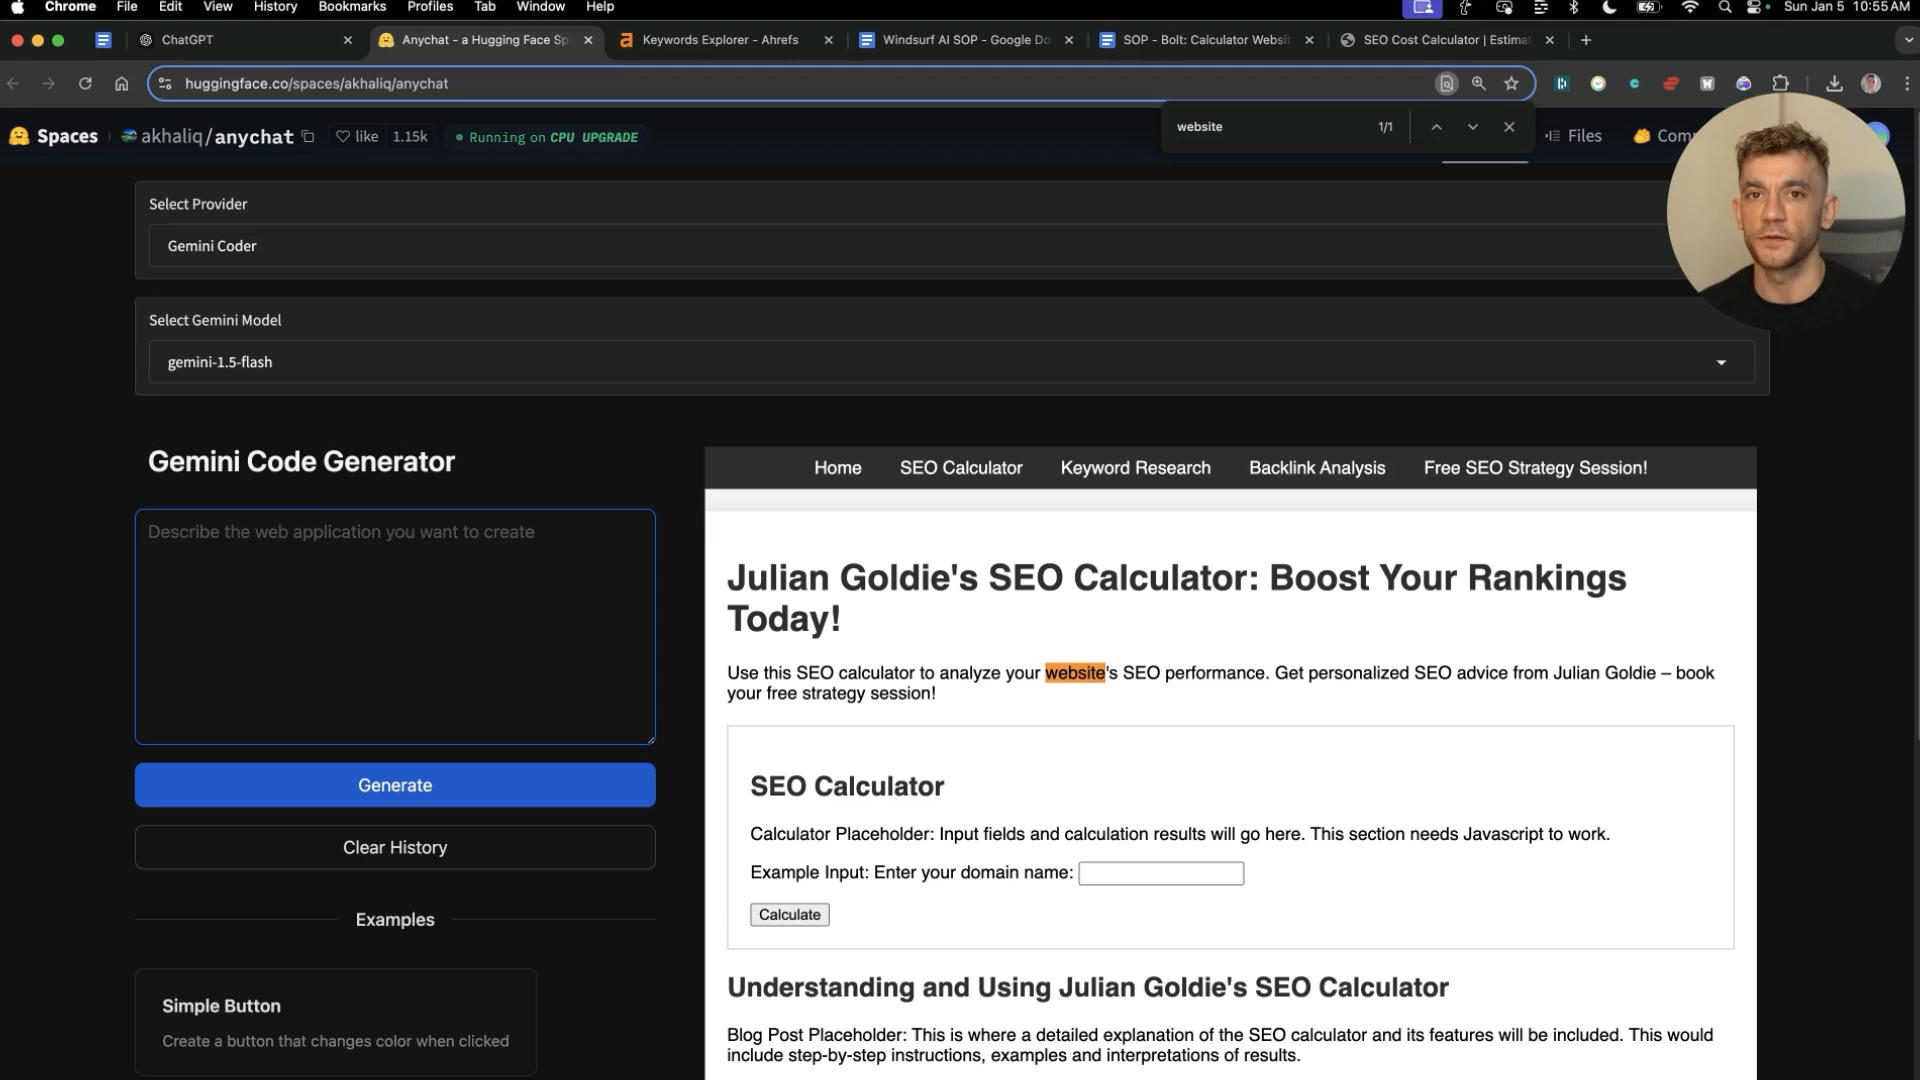 Chrome File Edit View History Bookmarks Profiles Tab Window Help Sun Jan 5 10:55 AM
ChatGPT Anychat - a Hugging Face Sp Keywords Explorer - Ahrefs Windsurf AI SOP - Google Do SOP - Bolt: Calculator Websit SEO Cost Calculator | Estimat
huggingface.co/spaces/akhaliq/anychat
website 1/1
Spaces akhaliq/anychat like 1.15k Running on CPU UPGRADE Files Com
Select Provider
Gemini Coder
Select Gemini Model
gemini-1.5-flash
Gemini Code Generator
Describe the web application you want to create
Generate
Clear History
Examples
Simple Button
Create a button that changes color when clicked
Home SEO Calculator Keyword Research Backlink Analysis Free SEO Strategy Session!
Julian Goldie's SEO Calculator: Boost Your Rankings
Today!
Use this SEO calculator to analyze your website's SEO performance. Get personalized SEO advice from Julian Goldie – book
your free strategy session!
SEO Calculator
Calculator Placeholder: Input fields and calculation results will go here. This section needs Javascript to work.
Example Input: Enter your domain name:
Calculate
Understanding and Using Julian Goldie's SEO Calculator
Blog Post Placeholder: This is where a detailed explanation of the SEO calculator and its features will be included. This would
include step-by-step instructions, examples and interpretations of results.